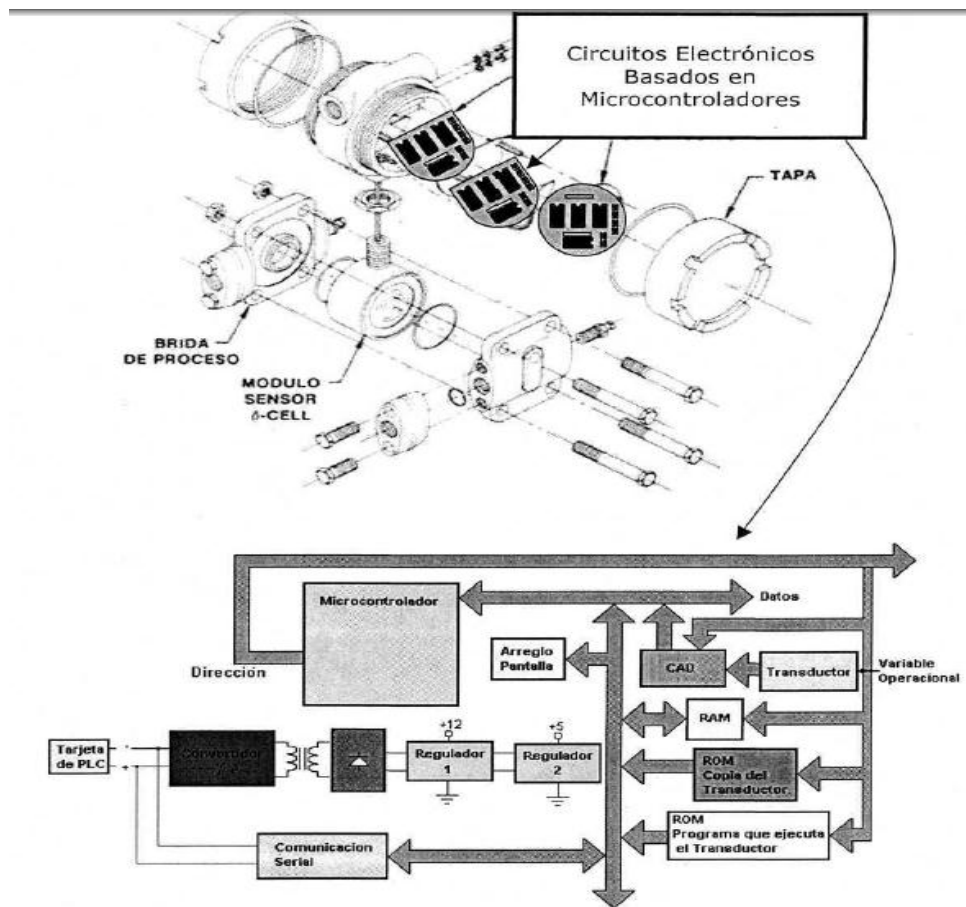 Circuitos Electrónicos
Basados en
Microcontroladores
TAPA
BRIDA
DE PROCESO
MODULO
SENSOR
δ-CELL
Microcontrolador
Datos
Dirección
Arreglo
Pantalla
CAD
Transductor
Variable
Operacional
RAM
+12
+5
Tarjeta
de PLC
-
+
Convertidor
Regulador
1
Regulador
2
ROM
Copia del
Transductor
ROM
Programa que ejecuta
el Transductor
Comunicacion
Serial